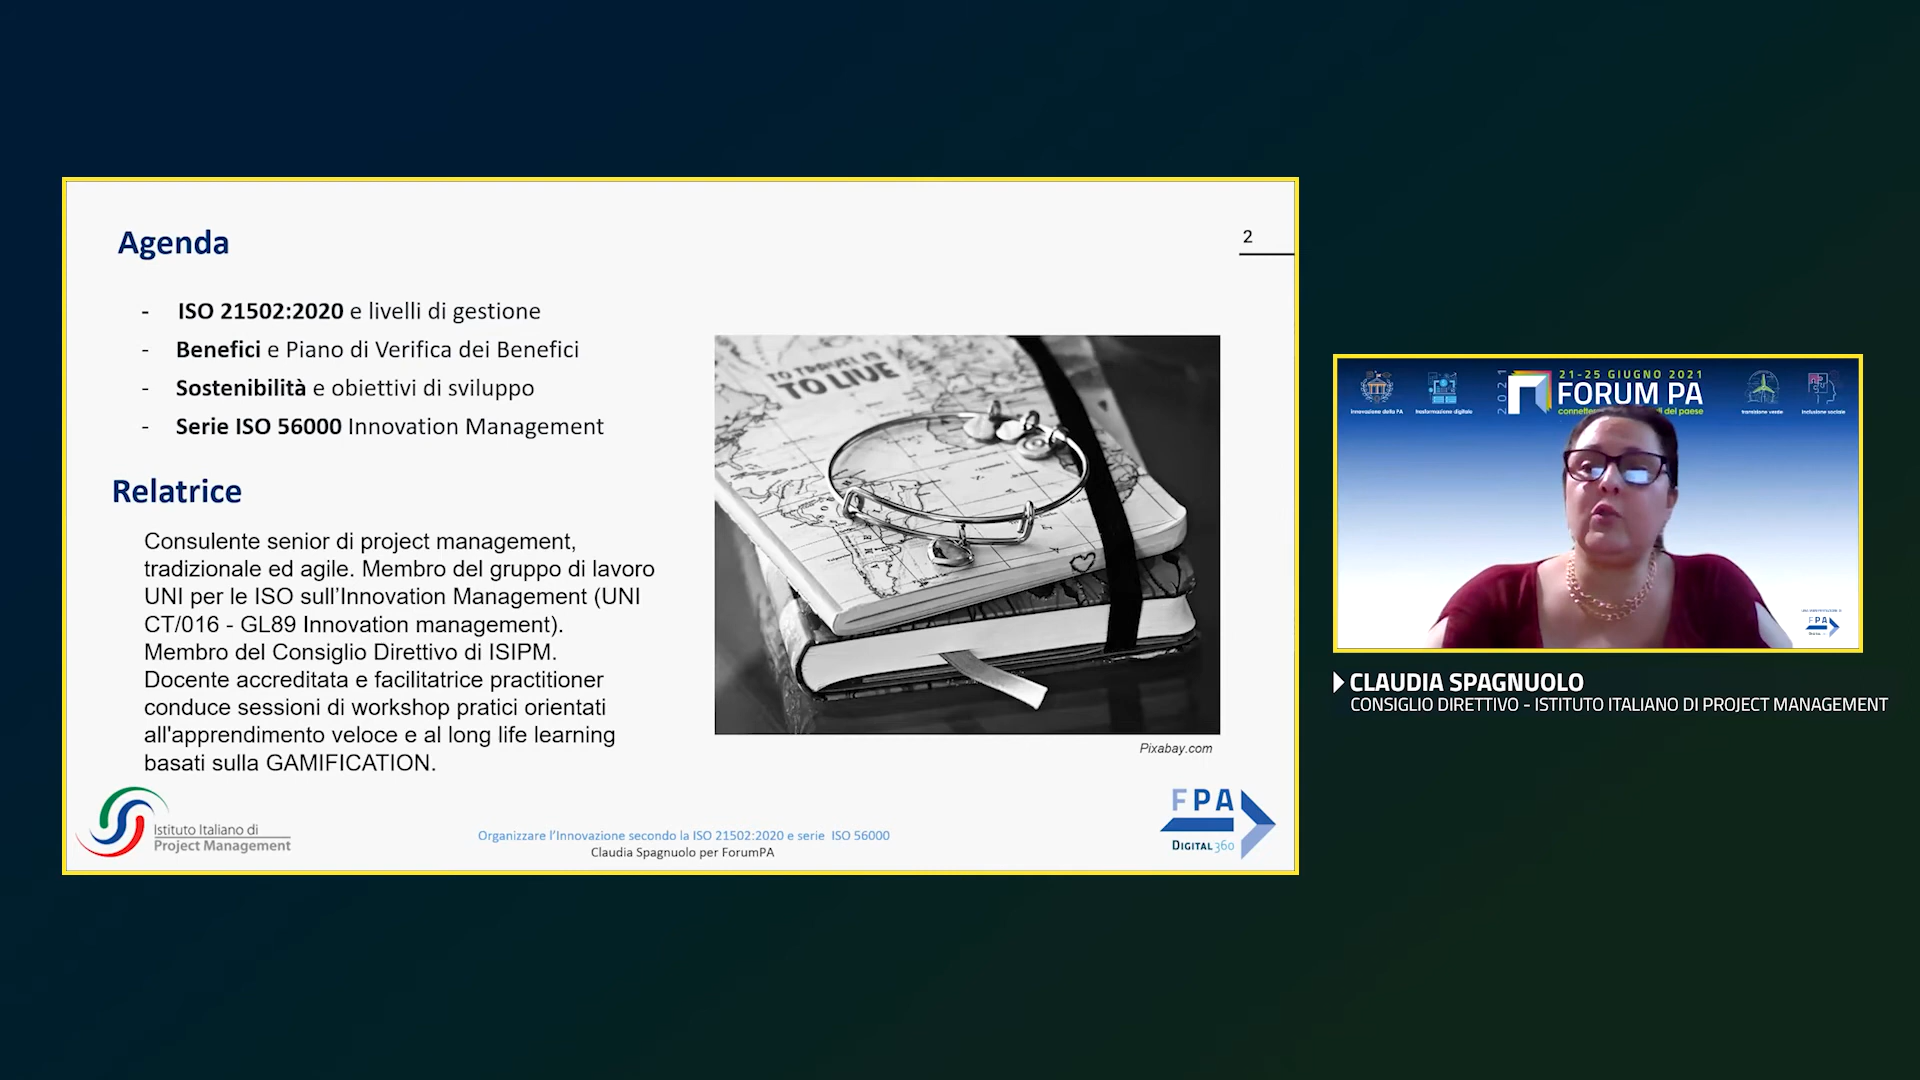 Agenda
2
- ISO 21502:2020 e livelli di gestione
- Benefici e Piano di Verifica dei Benefici
- Sostenibilità e obiettivi di sviluppo
- Serie ISO 56000 Innovation Management
Relatrice
Consulente senior di project management,
tradizionale ed agile. Membro del gruppo di lavoro
UNI per le ISO sull'Innovation Management (UNI
CT/016 - GL89 Innovation management).
Membro del Consiglio Direttivo di ISIPM.
Docente accreditata e facilitatrice practitioner
conduce sessioni di workshop pratici orientati
all'apprendimento veloce e al long life learning
basati sulla GAMIFICATION.
TO TRAVEL IS
TO LIVE
Pixabay.com
Istituto Italiano di
Project Management
Organizzare l'Innovazione secondo la ISO 21502:2020 e serie ISO 56000
Claudia Spagnuolo per ForumPA
FPA
DIGITAL360
innovazione della PA
trasformazione digitale
2021
21-25 GIUGNO 2021
FORUM PA
del paese
transizione verde
inclusione sociale
FPA
CLAUDIA SPAGNUOLO
CONSIGLIO DIRETTIVO - ISTITUTO ITALIANO DI PROJECT MANAGEMENT